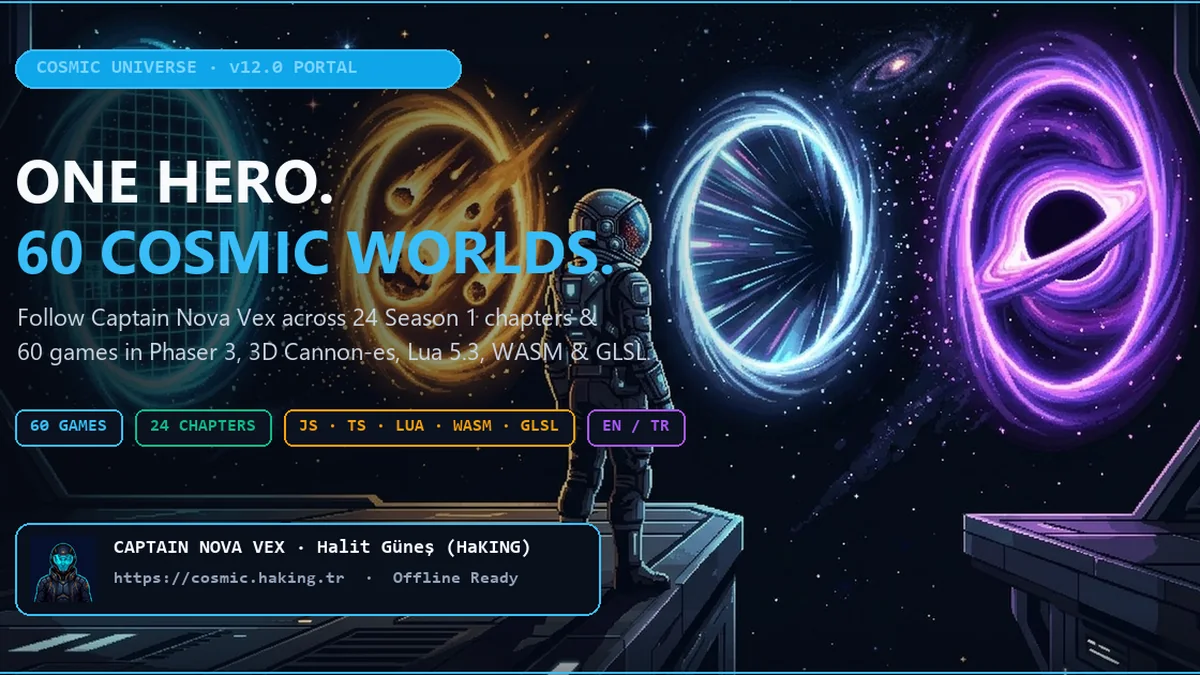 COSMIC UNIVERSE · v12.0 PORTAL
ONE HERO.
60 COSMIC WORLDS.
Follow Captain Nova Vex across 24 Season 1 chapters &
60 games in Phaser 3, 3D Cannon-es, Lua 5.3, WASM & GLSL.
60 GAMES
24 CHAPTERS
JS · TS · LUA · WASM · GLSL
EN / TR
CAPTAIN NOVA VEX · Halit Güneş (HaKING)
https://cosmic.haking.tr · Offline Ready